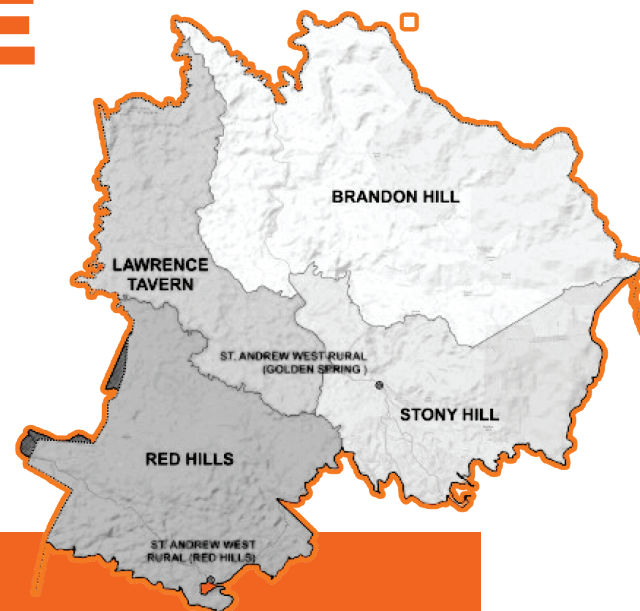 BRANDON HILL
LAWRENCE
TAVERN
ST. ANDREW WEST RURAL
(GOLDEN SPRING )
STONY HILL
RED HILLS
ST. ANDREW WEST
RURAL (RED HILLS)